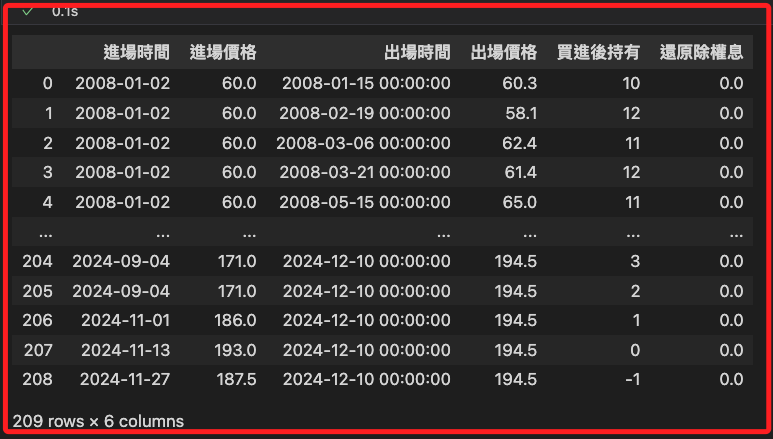 ✓ 0.1s
進場時間 進場價格 出場時間 出場價格 買進後持有 還原除權息
0 2008-01-02 60.0 2008-01-15 00:00:00 60.3 10 0.0
1 2008-01-02 60.0 2008-02-19 00:00:00 58.1 12 0.0
2 2008-01-02 60.0 2008-03-06 00:00:00 62.4 11 0.0
3 2008-01-02 60.0 2008-03-21 00:00:00 61.4 12 0.0
4 2008-01-02 60.0 2008-05-15 00:00:00 65.0 11 0.0
... ... ... ... ... ... ...
204 2024-09-04 171.0 2024-12-10 00:00:00 194.5 3 0.0
205 2024-09-04 171.0 2024-12-10 00:00:00 194.5 2 0.0
206 2024-11-01 186.0 2024-12-10 00:00:00 194.5 1 0.0
207 2024-11-13 193.0 2024-12-10 00:00:00 194.5 0 0.0
208 2024-11-27 187.5 2024-12-10 00:00:00 194.5 -1 0.0
209 rows × 6 columns